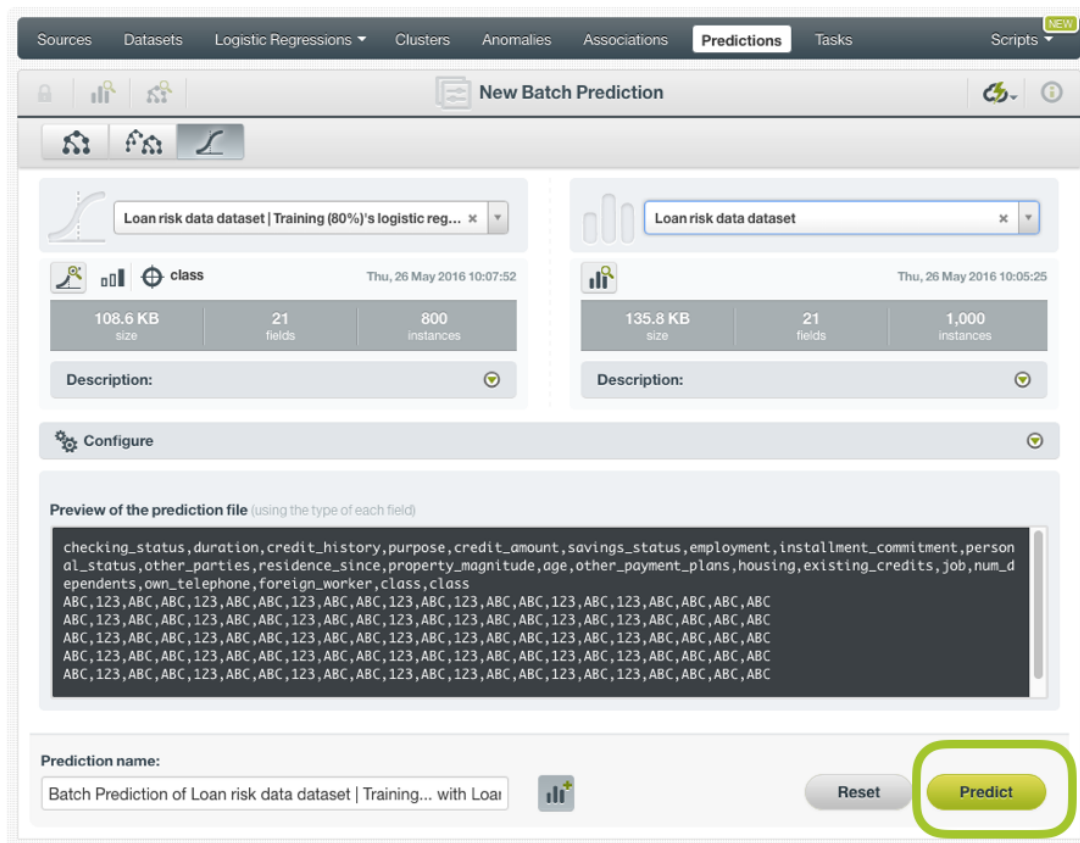 NEW
Sources Datasets Logistic Regressions Clusters Anomalies Associations Predictions Tasks Scripts
New Batch Prediction
Loan risk data dataset | Training (80%)'s logistic reg... ×
Loan risk data dataset ×
class Thu, 26 May 2016 10:07:52
Thu, 26 May 2016 10:05:25
108.6 KB 21 800
size fields instances
135.8 KB 21 1,000
size fields instances
Description:
Description:
Configure
Preview of the prediction file (using the type of each field)
checking_status,duration,credit_history,purpose,credit_amount,savings_status,employment,installment_commitment,person
al_status,other_parties,residence_since,property_magnitude,age,other_payment_plans,housing,existing_credits,job,num_d
ependents,own_telephone,foreign_worker,class,class
ABC,123,ABC,ABC,123,ABC,ABC,123,ABC,ABC,123,ABC,123,ABC,ABC,123,ABC,123,ABC,ABC,ABC,ABC
ABC,123,ABC,ABC,123,ABC,ABC,123,ABC,ABC,123,ABC,123,ABC,ABC,123,ABC,123,ABC,ABC,ABC,ABC
ABC,123,ABC,ABC,123,ABC,ABC,123,ABC,ABC,123,ABC,123,ABC,ABC,123,ABC,123,ABC,ABC,ABC,ABC
ABC,123,ABC,ABC,123,ABC,ABC,123,ABC,ABC,123,ABC,123,ABC,ABC,123,ABC,123,ABC,ABC,ABC,ABC
ABC,123,ABC,ABC,123,ABC,ABC,123,ABC,ABC,123,ABC,123,ABC,ABC,123,ABC,123,ABC,ABC,ABC,ABC
Prediction name:
Batch Prediction of Loan risk data dataset | Training... with Loan
Reset Predict